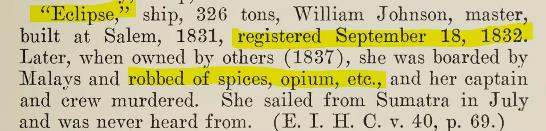 "Eclipse," ship, 326 tons, William Johnson, master,
built at Salem, 1831, registered September 18, 1832.
Later, when owned by others (1837), she was boarded by
Malays and robbed of spices, opium, etc., and her captain
and crew murdered. She sailed from Sumatra in July
and was never heard from. (E. I. H. C. v. 40, p. 69.)